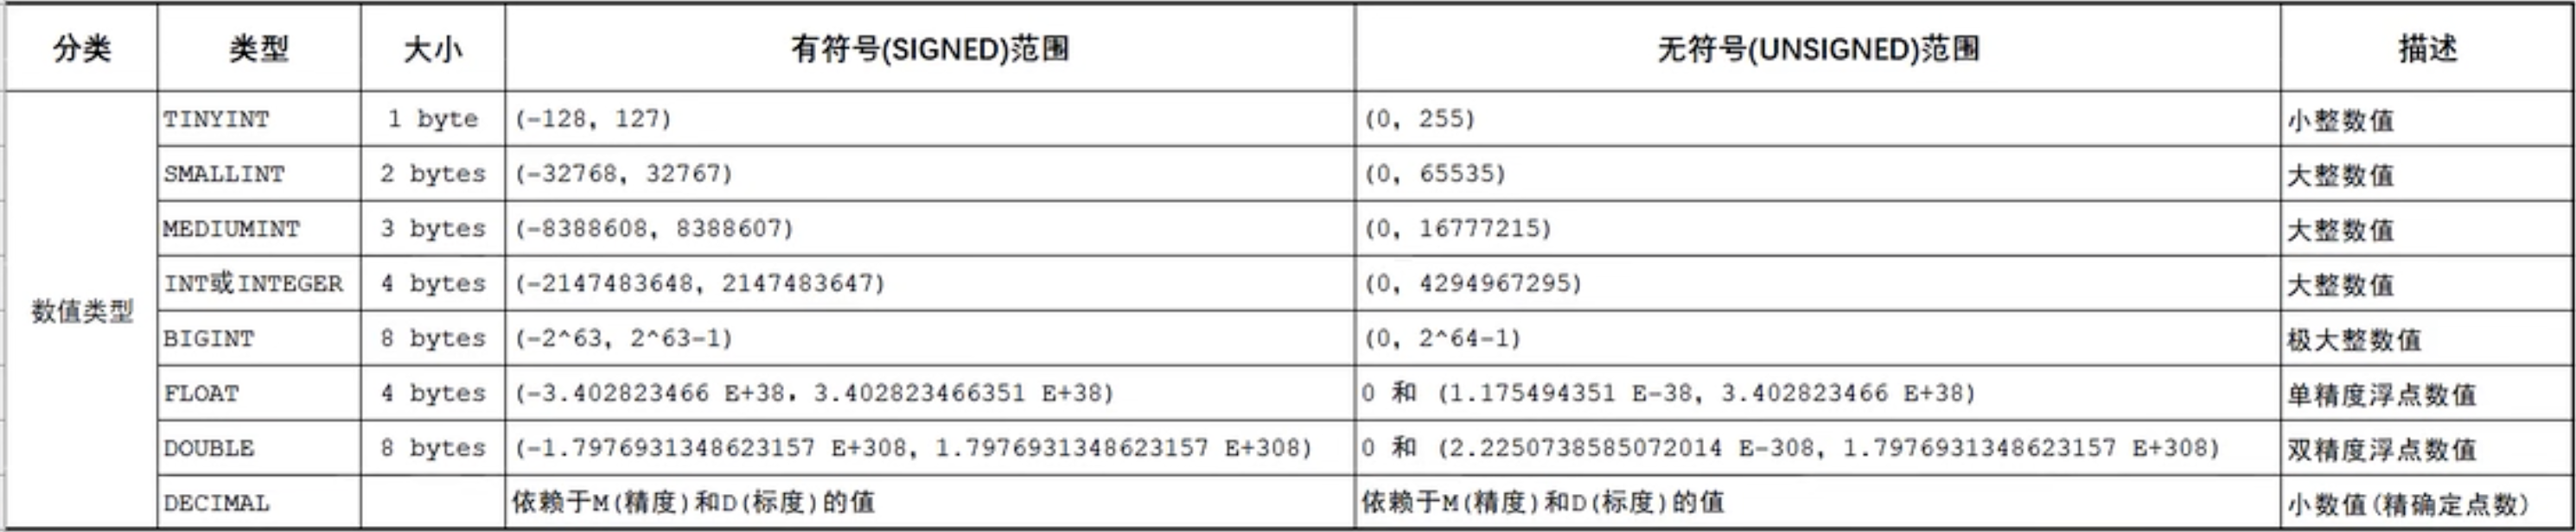 分类 类型 大小 有符号(SIGNED)范围 无符号(UNSIGNED)范围 描述
TINYINT 1 byte (-128, 127) (0, 255) 小整数值
SMALLINT 2 bytes (-32768, 32767) (0, 65535) 大整数值
MEDIUMINT 3 bytes (-8388608, 8388607) (0, 16777215) 大整数值
INT或INTEGER 4 bytes (-2147483648, 2147483647) (0, 4294967295) 大整数值
数值类型
BIGINT 8 bytes (-2^63, 2^63-1) (0, 2^64-1) 极大整数值
FLOAT 4 bytes (-3.402823466 E+38, 3.402823466351 E+38) 0 和 (1.175494351 E-38, 3.402823466 E+38) 单精度浮点数值
DOUBLE 8 bytes (-1.7976931348623157 E+308, 1.7976931348623157 E+308) 0 和 (2.2250738585072014 E-308, 1.7976931348623157 E+308) 双精度浮点数值
DECIMAL 依赖于M(精度)和D(标度)的值 依赖于M(精度)和D(标度)的值 小数值(精确定点数)